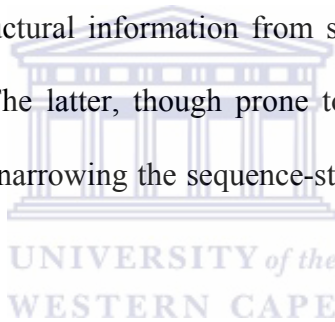 ctural information from s
The latter, though prone to
narrowing the sequence-st
UNIVERSITY of the
WESTERN CAPE